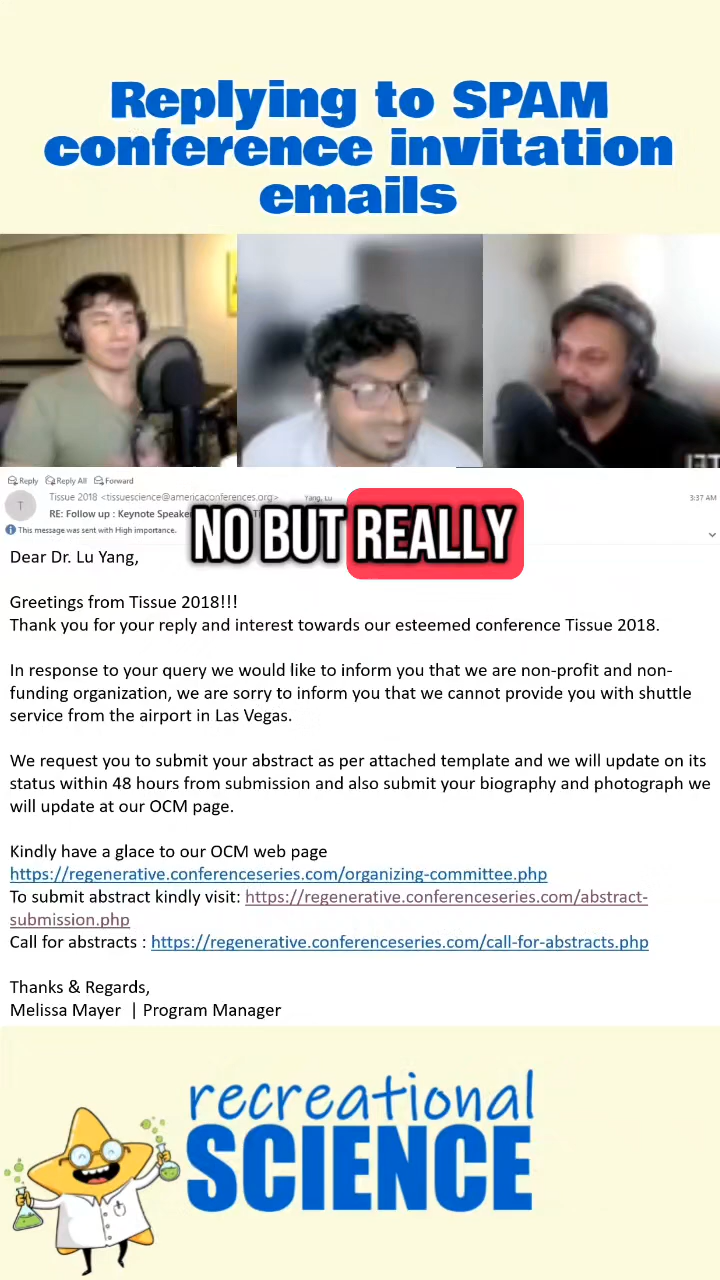 Replying to SPAM
conference invitation
emails
Reply Reply All Forward
T
Tissue 2018 <tissuescience@americaconferences.org> Yang, Lu
3:37 AM
RE: Follow up : Keynote Speake
This message was sent with High importance.
NO BUT REALLY
Dear Dr. Lu Yang,
Greetings from Tissue 2018!!!
Thank you for your reply and interest towards our esteemed conference Tissue 2018.
In response to your query we would like to inform you that we are non-profit and non-
funding organization, we are sorry to inform you that we cannot provide you with shuttle
service from the airport in Las Vegas.
We request you to submit your abstract as per attached template and we will update on its
status within 48 hours from submission and also submit your biography and photograph we
will update at our OCM page.
Kindly have a glace to our OCM web page
https://regenerative.conferenceseries.com/organizing-committee.php
To submit abstract kindly visit: https://regenerative.conferenceseries.com/abstract-
submission.php
Call for abstracts : https://regenerative.conferenceseries.com/call-for-abstracts.php
Thanks & Regards,
Melissa Mayer | Program Manager
recreational
SCIENCE